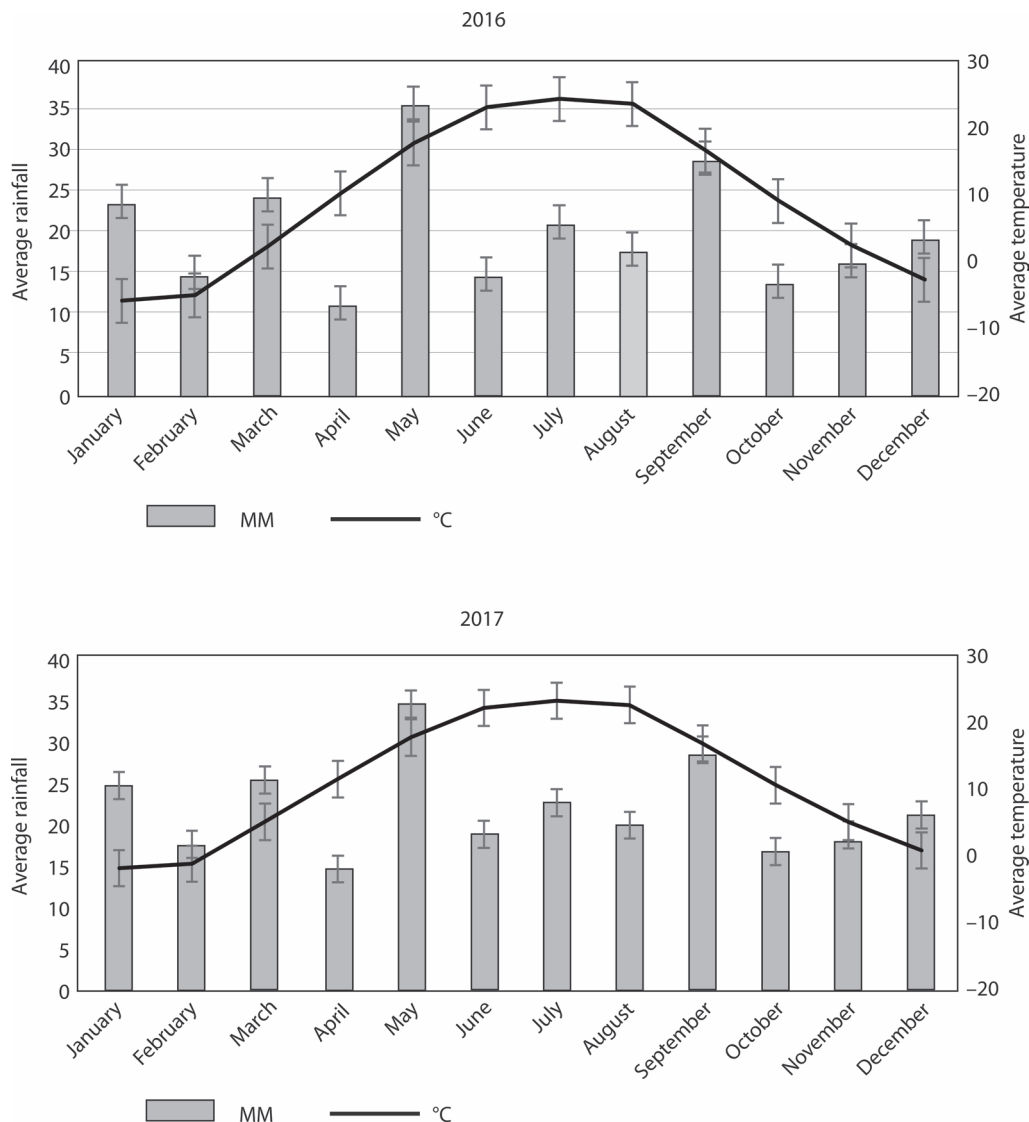 2016
Average rainfall
40
35
30
25
20
15
10
5
0
30
20
10
0
–10
–20
Average temperature
January
February
March
April
May
June
July
August
September
October
November
December
MM
°C
2017
Average rainfall
40
35
30
25
20
15
10
5
0
30
20
10
0
–10
–20
Average temperature
January
February
March
April
May
June
July
August
September
October
November
December
MM
°C